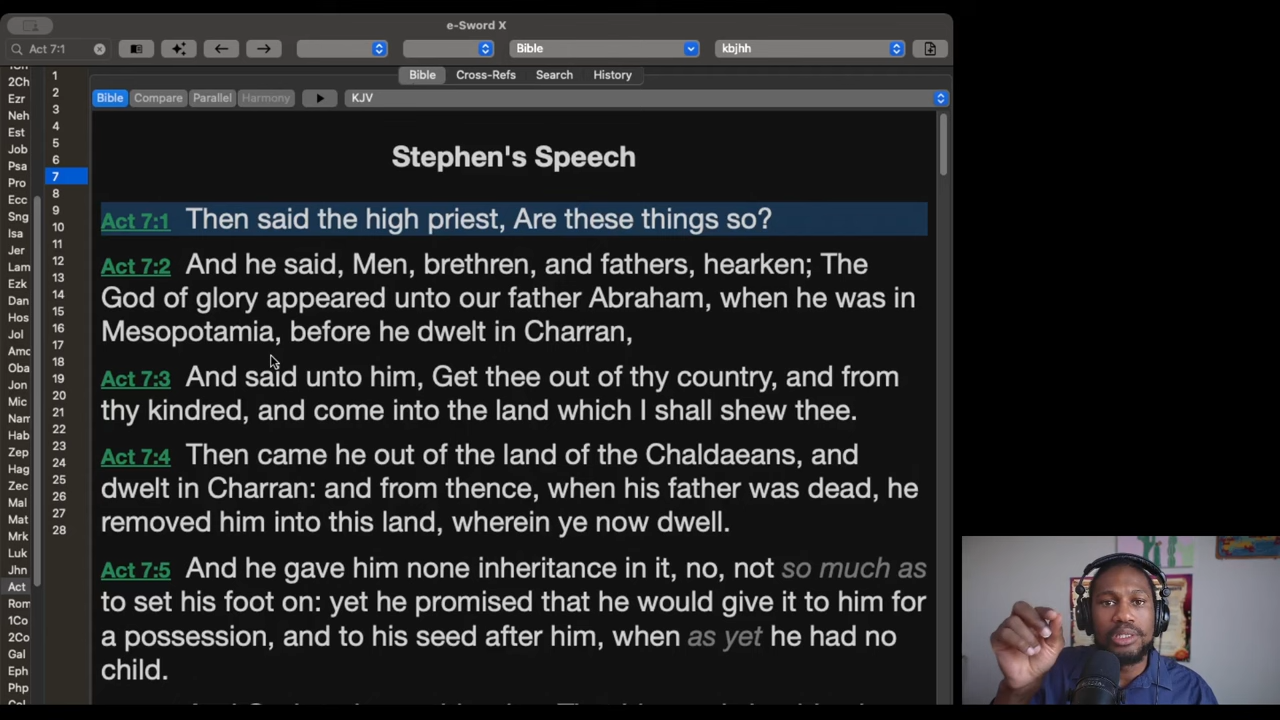 e-Sword X
Act 7:1
Bible
kbjhh
Bible Cross-Refs Search History
Bible Compare Parallel Harmony
KJV
2Ch
Ezr
Neh
Est
Job
Psa
Pro
Ecc
Sng
Isa
Jer
Lam
Ezk
Dan
Hos
Jol
Amo
Oba
Jon
Mic
Nam
Hab
Zep
Hag
Zec
Mal
Mat
Mrk
Luk
Jhn
Act
Rom
1Co
2Co
Gal
Eph
Php
1
2
3
4
5
6
7
8
9
10
11
12
13
14
15
16
17
18
19
20
21
22
23
24
25
26
27
28
Stephen's Speech
Act 7:1 Then said the high priest, Are these things so?
Act 7:2 And he said, Men, brethren, and fathers, hearken; The
God of glory appeared unto our father Abraham, when he was in
Mesopotamia, before he dwelt in Charran,
Act 7:3 And said unto him, Get thee out of thy country, and from
thy kindred, and come into the land which I shall shew thee.
Act 7:4 Then came he out of the land of the Chaldaeans, and
dwelt in Charran: and from thence, when his father was dead, he
removed him into this land, wherein ye now dwell.
Act 7:5 And he gave him none inheritance in it, no, not so much as
to set his foot on: yet he promised that he would give it to him for
a possession, and to his seed after him, when as yet he had no
child.